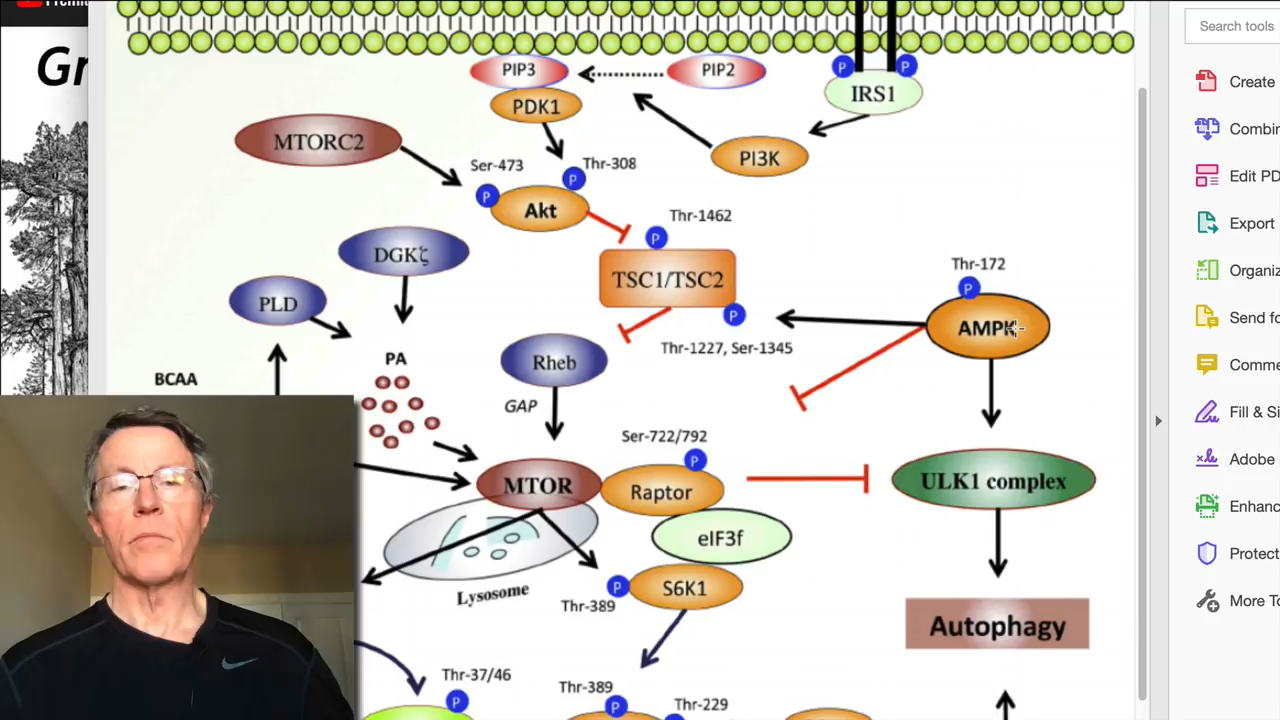 Gr
PIP3
PIP2
PDK1
IRS1
P
P
MTORC2
PI3K
Ser-473
Thr-308
P
P
Akt
Thr-1462
P
DGKζ
TSC1/TSC2
Thr-172
P
PLD
P
AMPK
Thr-1227, Ser-1345
PA
Rheb
BCAA
GAP
Ser-722/792
P
MTOR
Raptor
ULK1 complex
eIF3f
Lysosome
P
S6K1
Thr-389
Autophagy
Thr-37/46
P
Thr-389
P
Thr-229
Search tools
Create
Combin
Edit PD
Export
Organiz
Send fo
Comme
Fill & Si
Adobe
Enhanc
Protect
More To